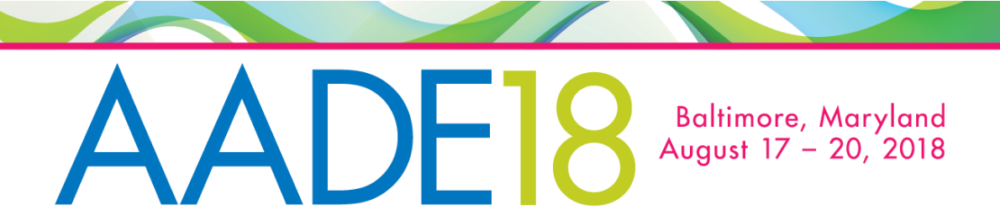 AADE18
Baltimore, Maryland
August 17 – 20, 2018